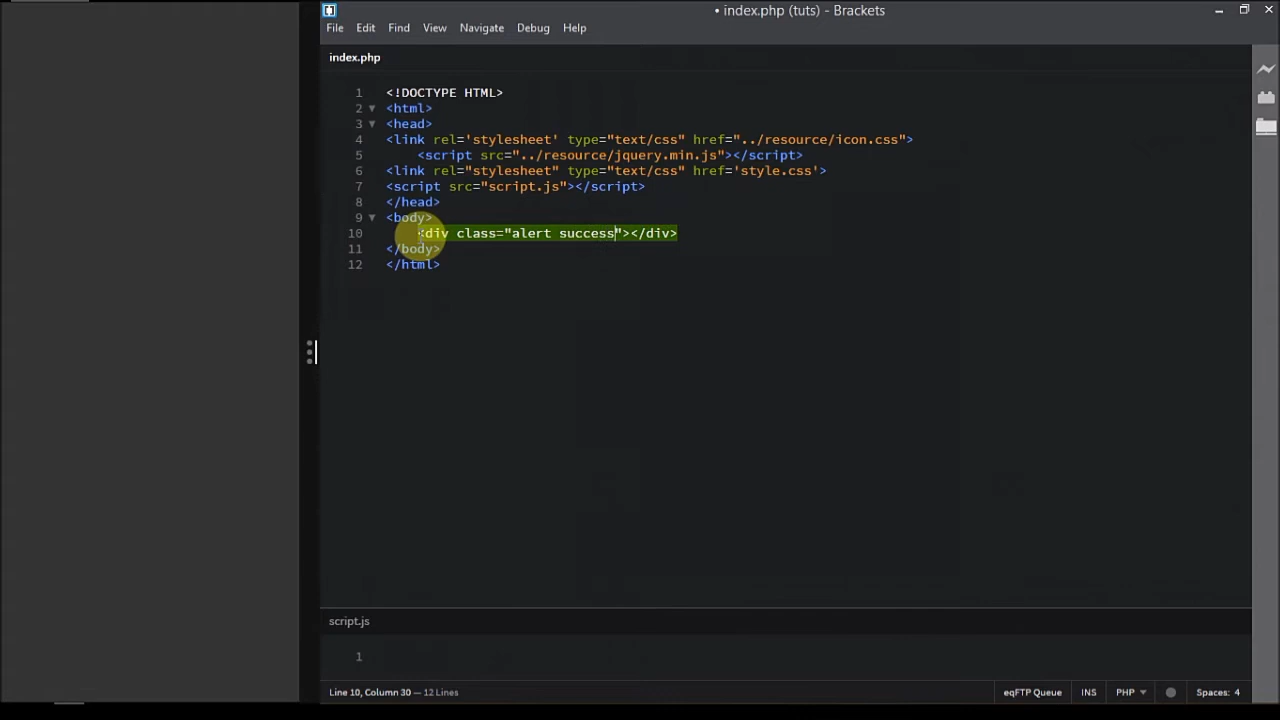 • index.php (tuts) - Brackets
File Edit Find View Navigate Debug Help
index.php
1 <!DOCTYPE HTML>
2 <html>
3 <head>
4 <link rel='stylesheet' type="text/css" href="../resource/icon.css">
5 <script src="../resource/jquery.min.js"></script>
6 <link rel="stylesheet" type="text/css" href='style.css'>
7 <script src="script.js"></script>
8 </head>
9 <body>
10 <div class="alert success"></div>
11 </body>
12 </html>
script.js
1
Line 10, Column 30 — 12 Lines eqFTP Queue INS PHP Spaces: 4